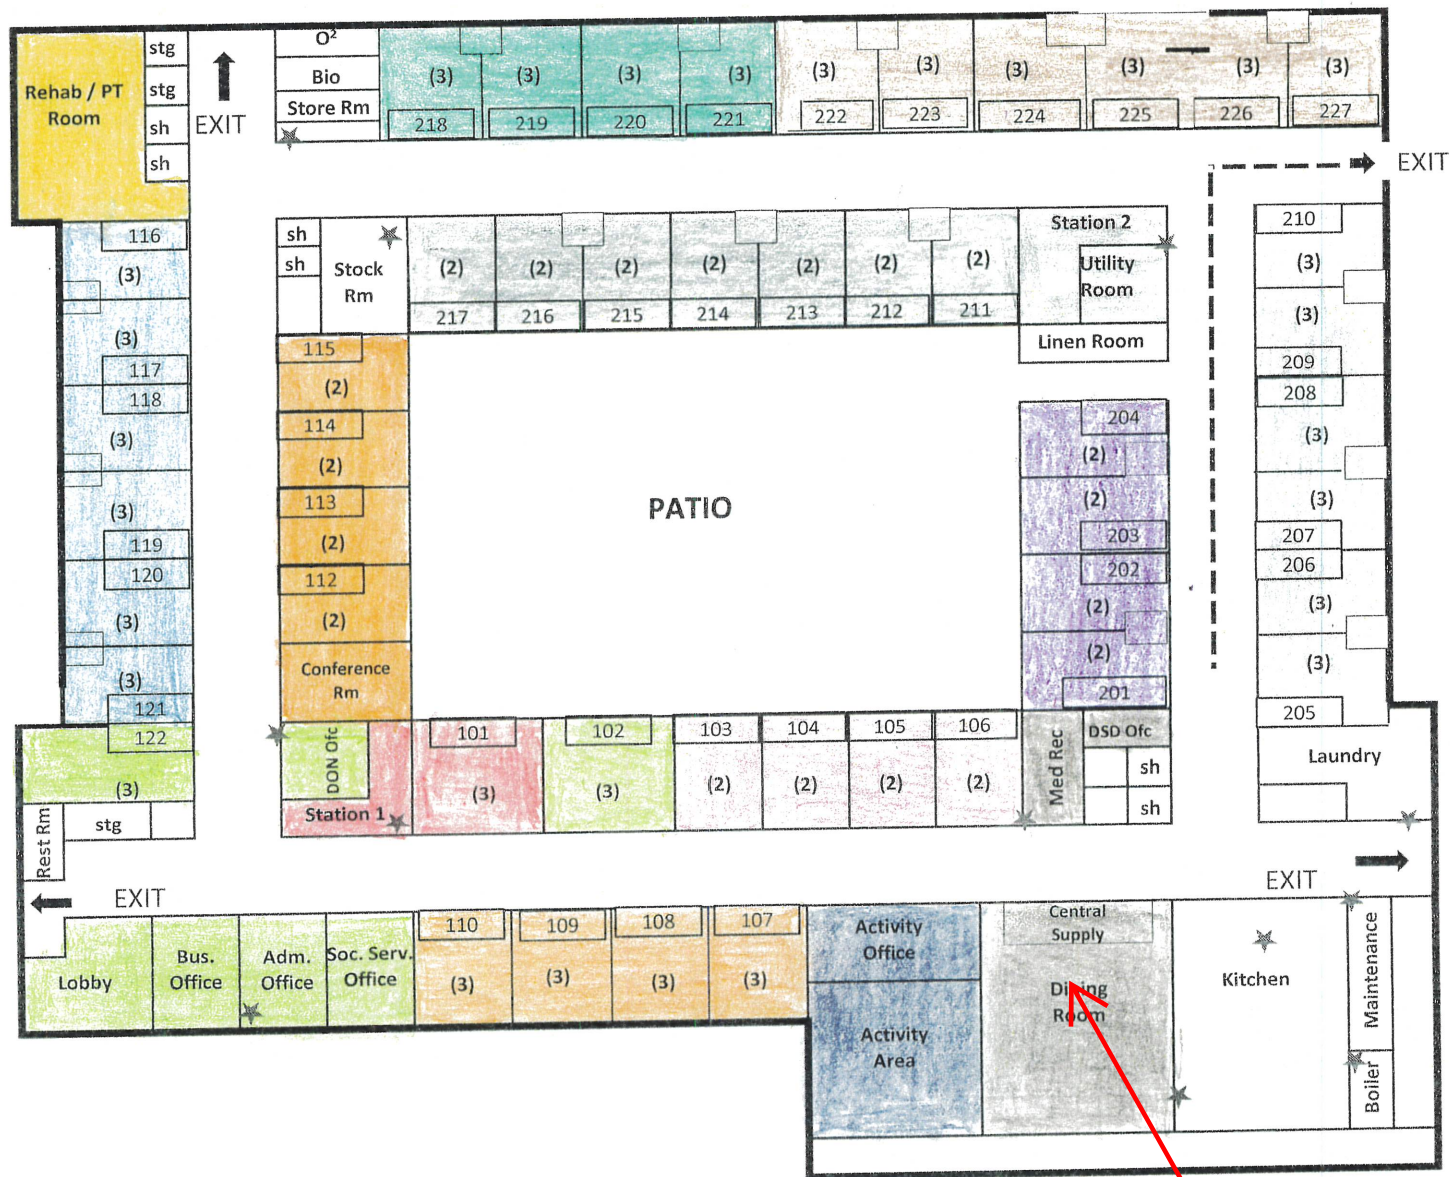 Rehab / PT
Room
stg
stg
sh
sh
EXIT
O²
Bio
Store Rm
(3)
(3)
(3)
(3)
(3)
(3)
(3)
(3)
(3)
(3)
218
219
220
221
222
223
224
225
226
227
EXIT
116
(3)
(3)
117
118
(3)
(3)
119
120
(3)
(3)
121
122
(3)
sh
sh
Stock
Rm
(2)
(2)
(2)
(2)
(2)
(2)
(2)
217
216
215
214
213
212
211
Station 2
Utility
Room
Linen Room
210
(3)
(3)
209
208
(3)
(3)
207
206
(3)
(3)
205
Laundry
115
(2)
114
(2)
113
(2)
112
(2)
Conference
Rm
PATIO
204
(2)
(2)
203
202
(2)
(2)
201
DON Ofc
Station 1
101
(3)
102
(3)
103
(2)
104
(2)
105
(2)
106
(2)
Med Rec
DSD Ofc
sh
sh
Rest Rm
stg
EXIT
EXIT
Lobby
Bus.
Office
Adm.
Office
Soc. Serv.
Office
110
(3)
109
(3)
108
(3)
107
(3)
Activity
Office
Activity
Area
Central
Supply
Dining
Room
Kitchen
Maintenance
Boiler